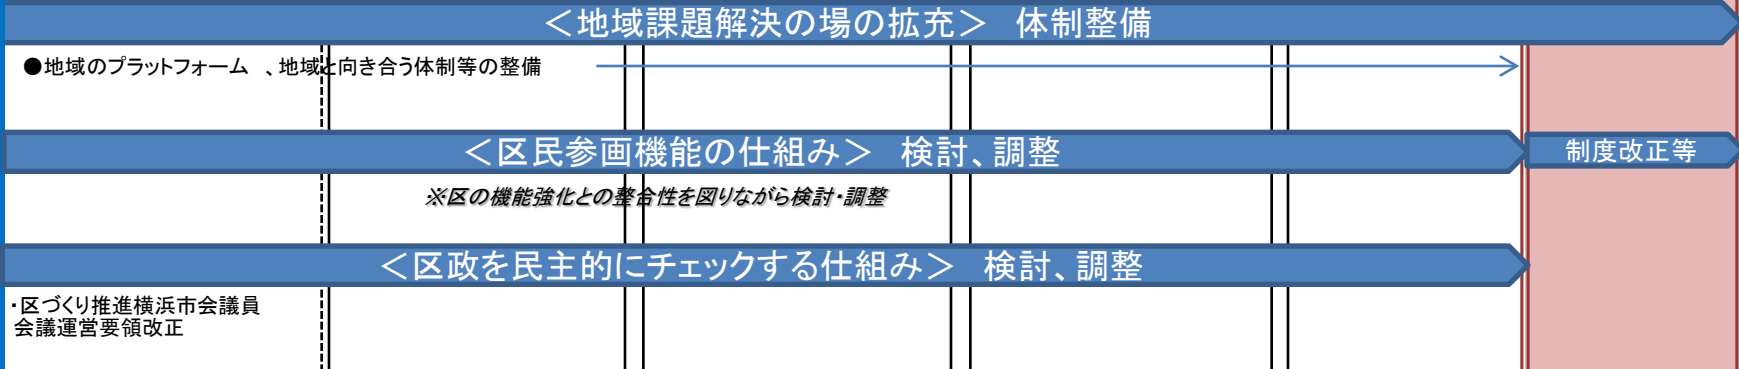 ＜地域課題解決の場の拡充＞　体制整備
●地域のプラットフォーム　、地域と向き合う体制等の整備
＜区民参画機能の仕組み＞　検討、調整
制度改正等
※区の機能強化との整合性を図りながら検討・調整
＜区政を民主的にチェックする仕組み＞　検討、調整
・区づくり推進横浜市会議員
会議運営要領改正